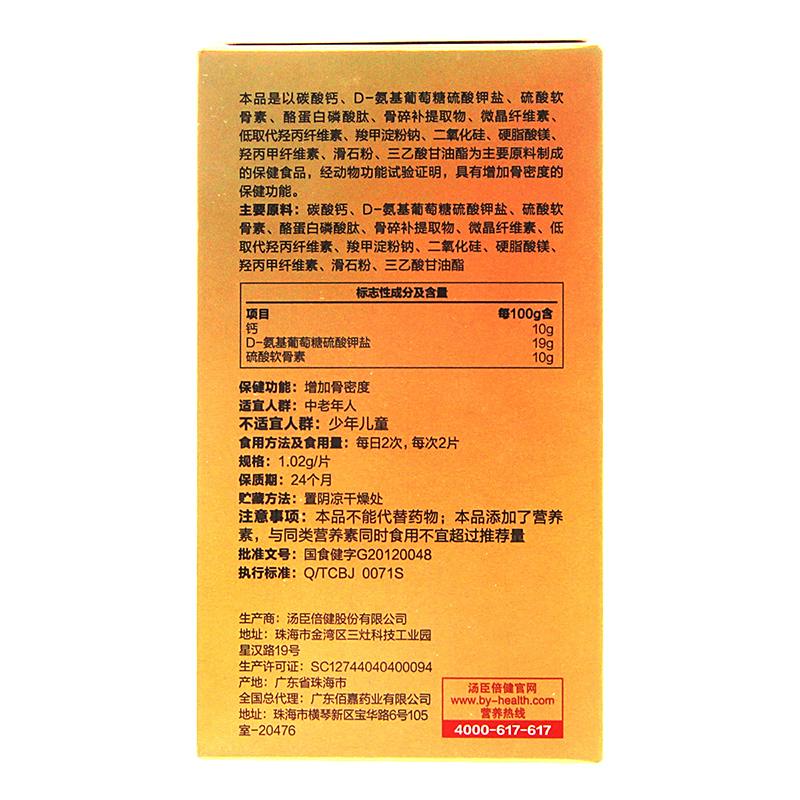 本品是以碳酸钙、D-氨基葡萄糖硫酸钾盐、硫酸软
骨素、酪蛋白磷酸肽、骨碎补提取物、微晶纤维素、
低取代羟丙纤维素、羧甲淀粉钠、二氧化硅、硬脂酸镁、
羟丙甲纤维素、滑石粉、三乙酸甘油酯为主要原料制成
的保健食品，经动物功能试验证明，具有增加骨密度的
保健功能。
主要原料：碳酸钙、D-氨基葡萄糖硫酸钾盐、硫酸软
骨素、酪蛋白磷酸肽、骨碎补提取物、微晶纤维素、低
取代羟丙纤维素、羧甲淀粉钠、二氧化硅、硬脂酸镁、
羟丙甲纤维素、滑石粉、三乙酸甘油酯
标志性成分及含量
项目 每100g含
钙 10g
D-氨基葡萄糖硫酸钾盐 19g
硫酸软骨素 10g
保健功能：增加骨密度
适宜人群：中老年人
不适宜人群：少年儿童
食用方法及食用量：每日2次，每次2片
规格：1.02g/片
保质期：24个月
贮藏方法：置阴凉干燥处
注意事项：本品不能代替药物；本品添加了营养
素，与同类营养素同时食用不宜超过推荐量
批准文号：国食健字G20120048
执行标准：Q/TCBJ 0071S
生产商：汤臣倍健股份有限公司
地址：珠海市金湾区三灶科技工业园
星汉路19号
生产许可证：SC12744040400094
产地：广东省珠海市
全国总代理：广东佰嘉药业有限公司
地址：珠海市横琴新区宝华路6号105
室-20476
汤臣倍健官网
www.by-health.com
营养热线
4000-617-617